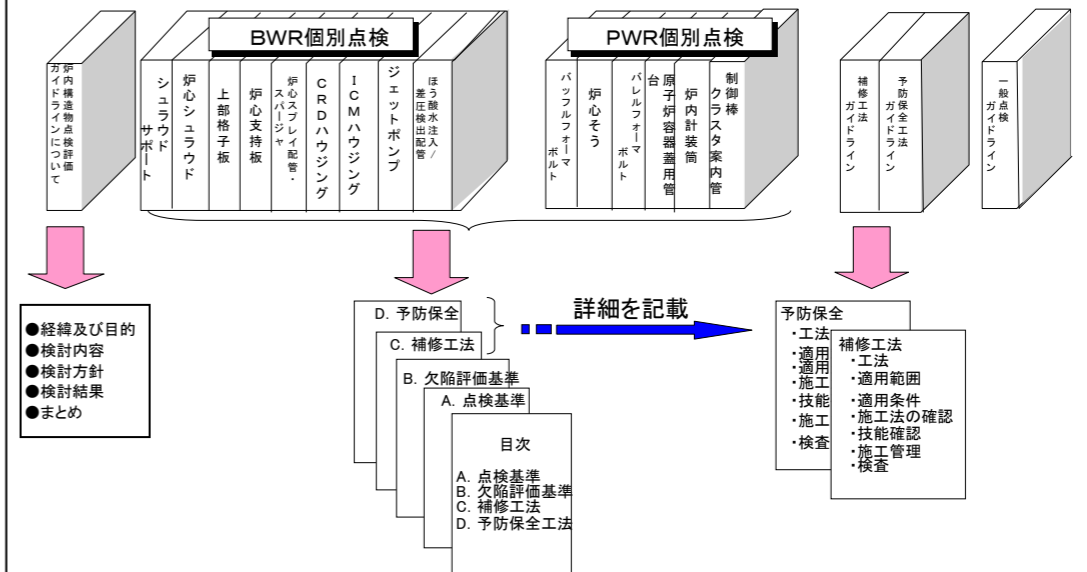 BWR個別点検
PWR個別点検
炉内構造物点検評価
ガイドラインについて
シュラウド
サポート
炉心シュラウド
上部格子板
炉心支持板
炉心スプレイ配管・
スパージャ
CRDハウジング
ICMハウジング
ジェットポンプ
ほう酸水注入/
差圧検出配管
バッフルフォーマ
ボルト
炉心そう
バレルフォーマ
ボルト
原子炉容器蓋用管
台
炉内計装筒
制御棒
クラスタ案内管
補修工法
ガイドライン
予防保全工法
ガイドライン
一般点検
ガイドライン
●経緯及び目的
●検討内容
●検討方針
●検討結果
●まとめ
D. 予防保全
C. 補修工法
B. 欠陥評価基準
A. 点検基準
目次
A. 点検基準
B. 欠陥評価基準
C. 補修工法
D. 予防保全工法
詳細を記載
予防保全
・工法
・適用
・適用
・施工
・技能
・施工
・検査
補修工法
・工法
・適用範囲
・適用条件
・施工法の確認
・技能確認
・施工管理
・検査